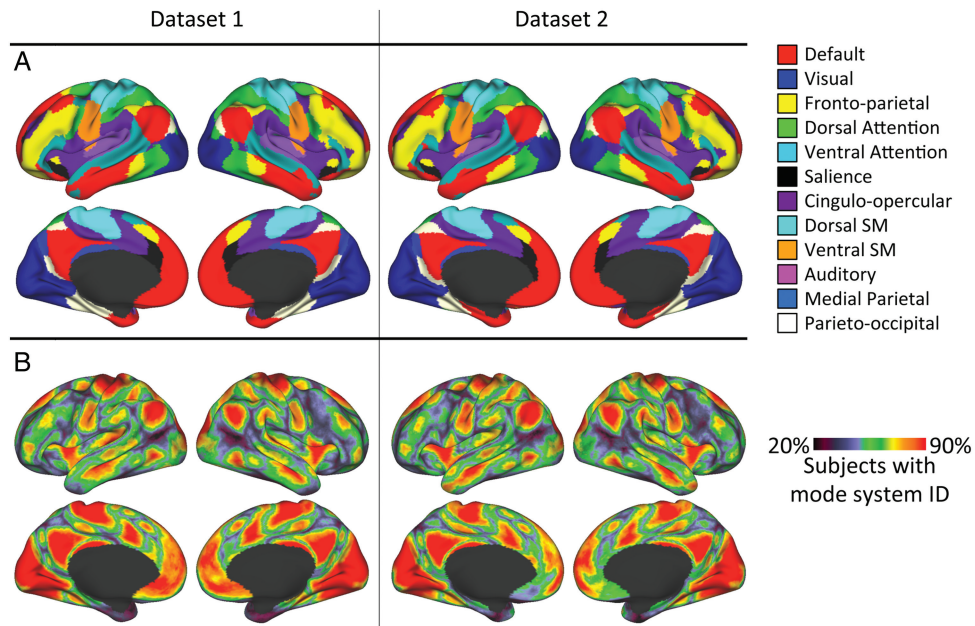 Dataset 1
Dataset 2
A
Default
Visual
Fronto-parietal
Dorsal Attention
Ventral Attention
Salience
Cingulo-opercular
Dorsal SM
Ventral SM
Auditory
Medial Parietal
Parieto-occipital
B
20% 90%
Subjects with
mode system ID